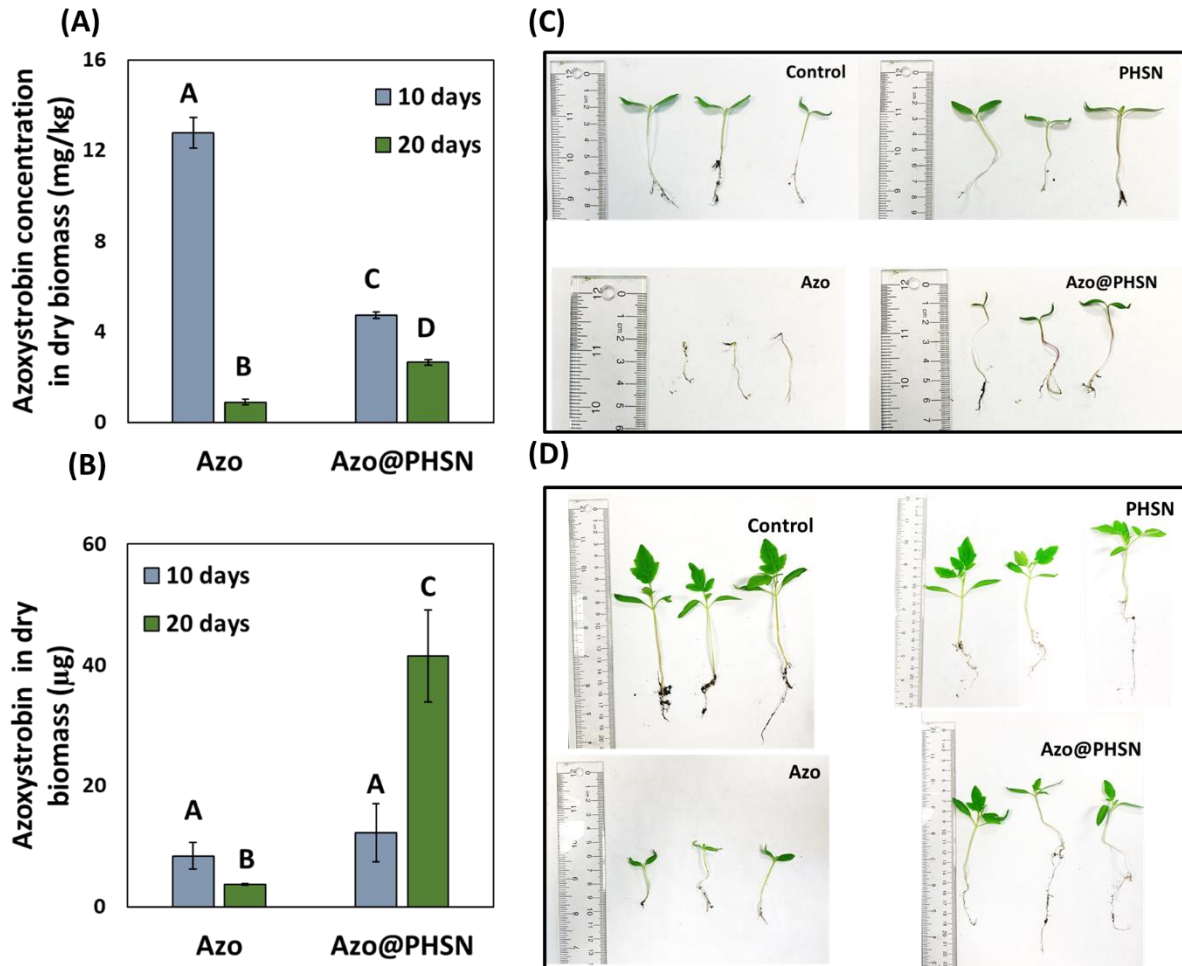 (A)
Azoxystrobin concentration
in dry biomass (mg/kg)
16
12
8
4
0
A
B
C
D
10 days
20 days
Azo
Azo@PHSN
(B)
Azoxystrobin in dry
biomass (µg)
60
40
20
0
10 days
20 days
A
B
A
C
Azo
Azo@PHSN
(C)
Control
PHSN
Azo
Azo@PHSN
(D)
Control
PHSN
Azo
Azo@PHSN